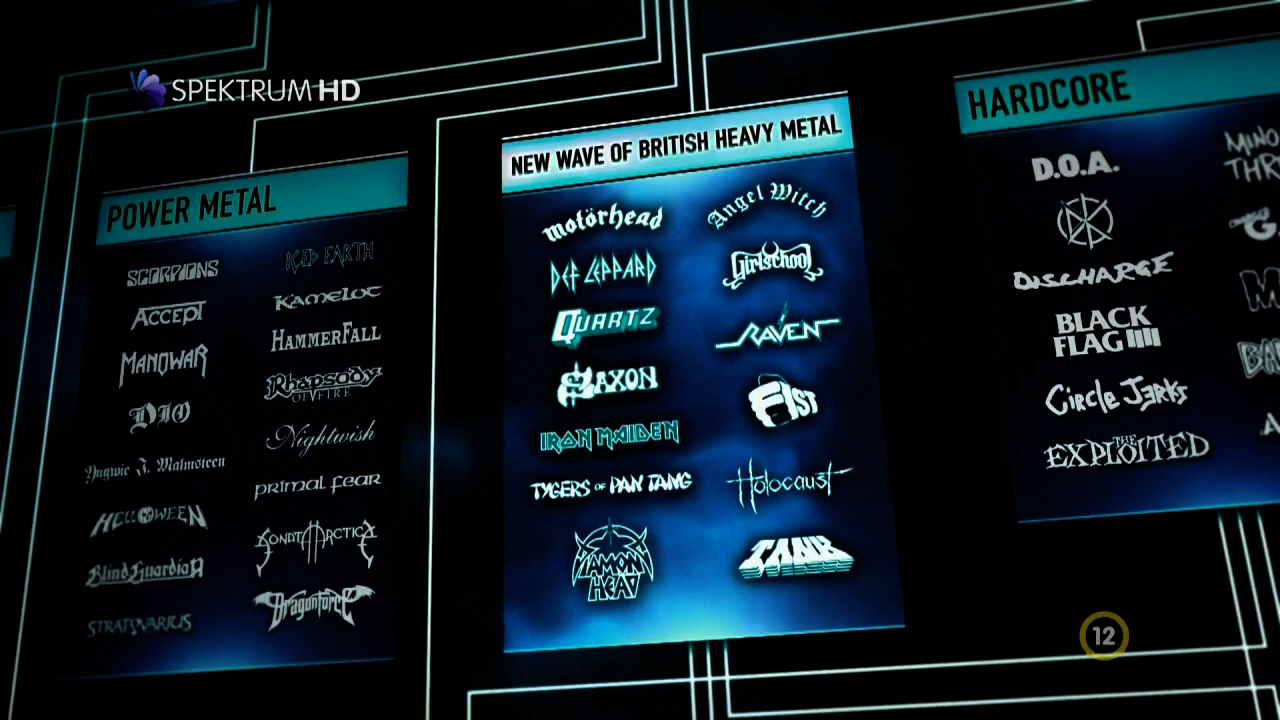 SPEKTRUM HD
POWER METAL
SCORPIONS
ACCEPT
MANOWAR
DIO
Yngwie J. Malmsteen
HELLOWEEN
Blind Guardian
STRATOVARIUS
ICED EARTH
KAMELOT
HAMMERFALL
Rhapsody
OF FIRE
Nightwish
primal fear
SONATA ARCTICA
Dragonforce
NEW WAVE OF BRITISH HEAVY METAL
motörhead
DEF LEPPARD
QUARTZ
SAXON
IRON MAIDEN
TYGERS OF PAN TANG
DIAMOND
HEAD
Angel Witch
Girlschool
RAVEN
FIST
Holocaust
TANK
HARDCORE
D.O.A.
DK
DISCHARGE
BLACK
FLAG
CIRCLE JERKS
THE
EXPLOITED
12